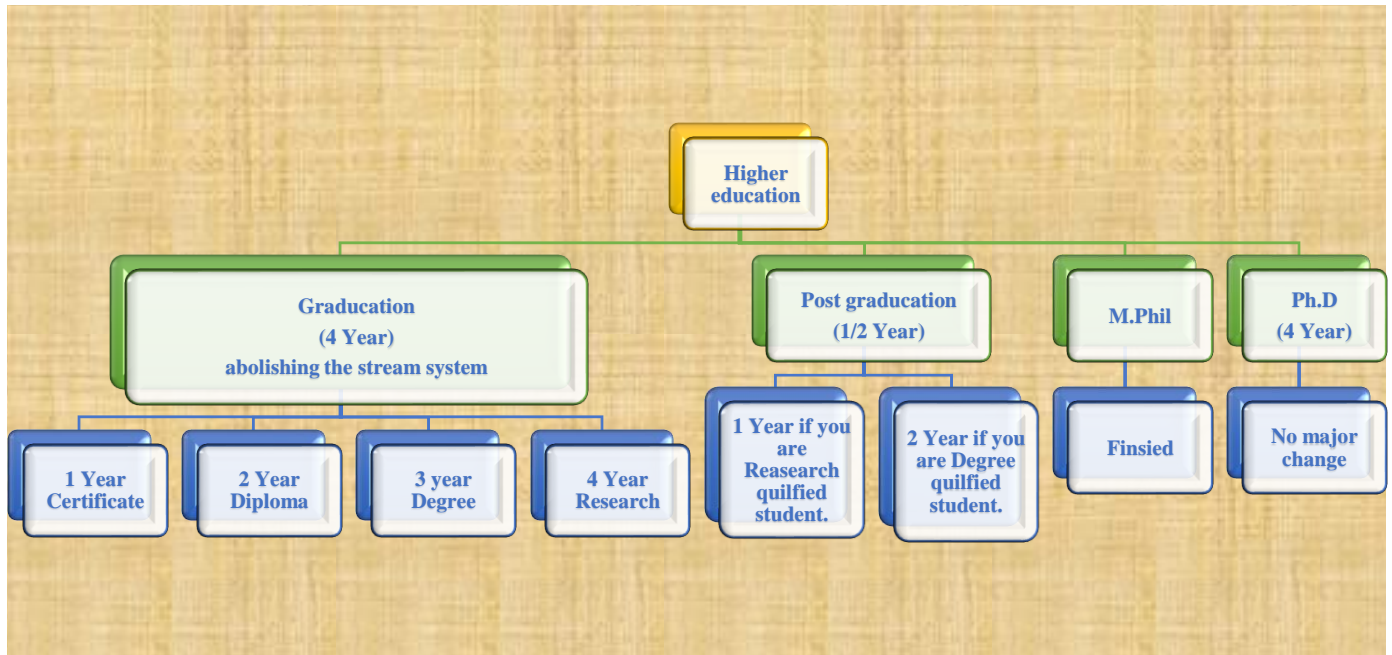 Higher
education
Graducation
(4 Year)
abolishing the stream system
Post graducation
(1/2 Year)
M.Phil
Ph.D
(4 Year)
1 Year
Certificate
2 Year
Diploma
3 year
Degree
4 Year
Research
1 Year if you
are
Reasearch
quilfied
student.
2 Year if you
are Degree
quilfied
student.
Finsied
No major
change